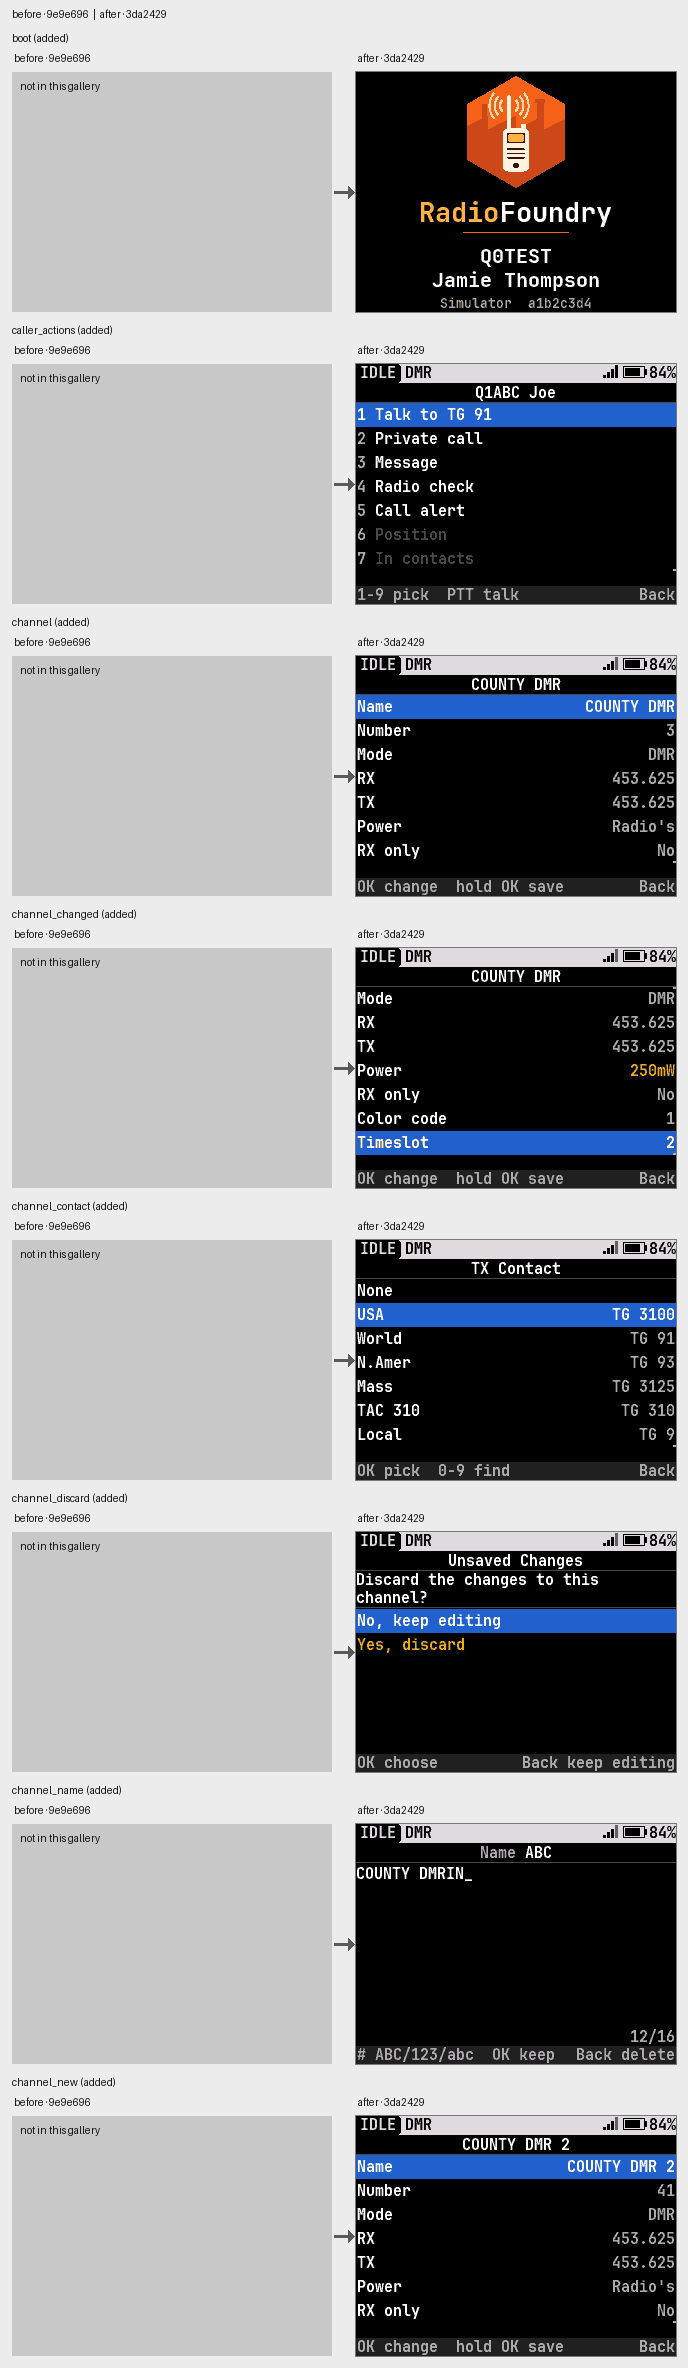 before · 9e9e696 | after · 3da2429
boot (added)
before · 9e9e696 after · 3da2429
not in this gallery
RadioFoundry
Q0TEST
Jamie Thompson
Simulator a1b2c3d4
caller_actions (added)
before · 9e9e696 after · 3da2429
not in this gallery
IDLE DMR 84%
Q1ABC Joe
1 Talk to TG 91
2 Private call
3 Message
4 Radio check
5 Call alert
6 Position
7 In contacts
1-9 pick PTT talk Back
channel (added)
before · 9e9e696 after · 3da2429
not in this gallery
IDLE DMR 84%
COUNTY DMR
Name COUNTY DMR
Number 3
Mode DMR
RX 453.625
TX 453.625
Power Radio's
RX only No
OK change hold OK save Back
channel_changed (added)
before · 9e9e696 after · 3da2429
not in this gallery
IDLE DMR 84%
COUNTY DMR
Mode DMR
RX 453.625
TX 453.625
Power 250mW
RX only No
Color code 1
Timeslot 2
OK change hold OK save Back
channel_contact (added)
before · 9e9e696 after · 3da2429
not in this gallery
IDLE DMR 84%
TX Contact
None
USA TG 3100
World TG 91
N.Amer TG 93
Mass TG 3125
TAC 310 TG 310
Local TG 9
OK pick 0-9 find Back
channel_discard (added)
before · 9e9e696 after · 3da2429
not in this gallery
IDLE DMR 84%
Unsaved Changes
Discard the changes to this
channel?
No, keep editing
Yes, discard
OK choose Back keep editing
channel_name (added)
before · 9e9e696 after · 3da2429
not in this gallery
IDLE DMR 84%
Name ABC
COUNTY DMRIN_
12/16
# ABC/123/abc OK keep Back delete
channel_new (added)
before · 9e9e696 after · 3da2429
not in this gallery
IDLE DMR 84%
COUNTY DMR 2
Name COUNTY DMR 2
Number 41
Mode DMR
RX 453.625
TX 453.625
Power Radio's
RX only No
OK change hold OK save Back